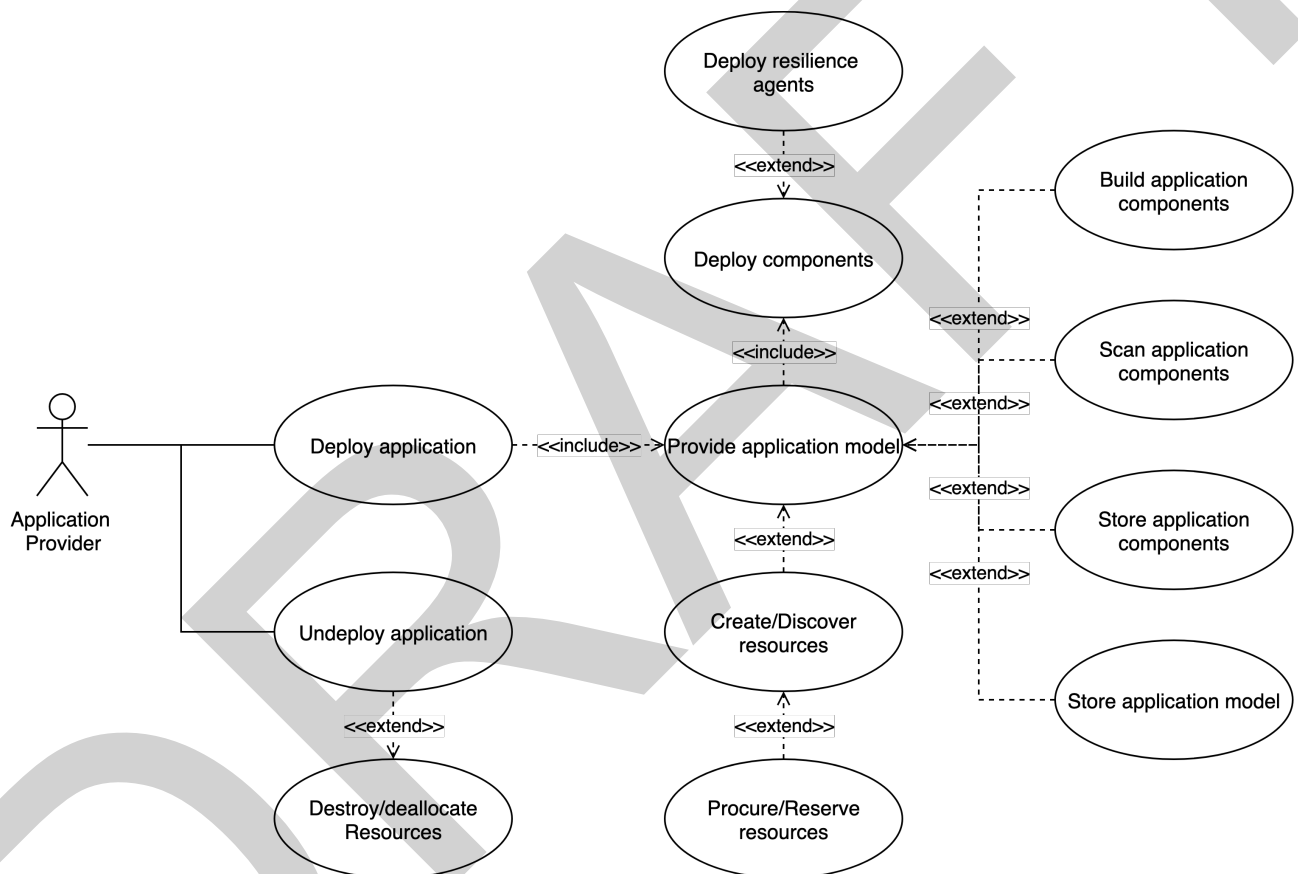 Deploy resilience
agents
<<extend>>
Deploy components
<<include>>
Build application
components
<<extend>>
Scan application
components
<<extend>>
Application
Provider
Deploy application
<<include>>
Provide application model
<<extend>>
Store application
components
<<extend>>
Store application model
<<extend>>
Undeploy application
Create/Discover
resources
<<extend>>
<<extend>>
Destroy/deallocate
Resources
Procure/Reserve
resources
DRAFT